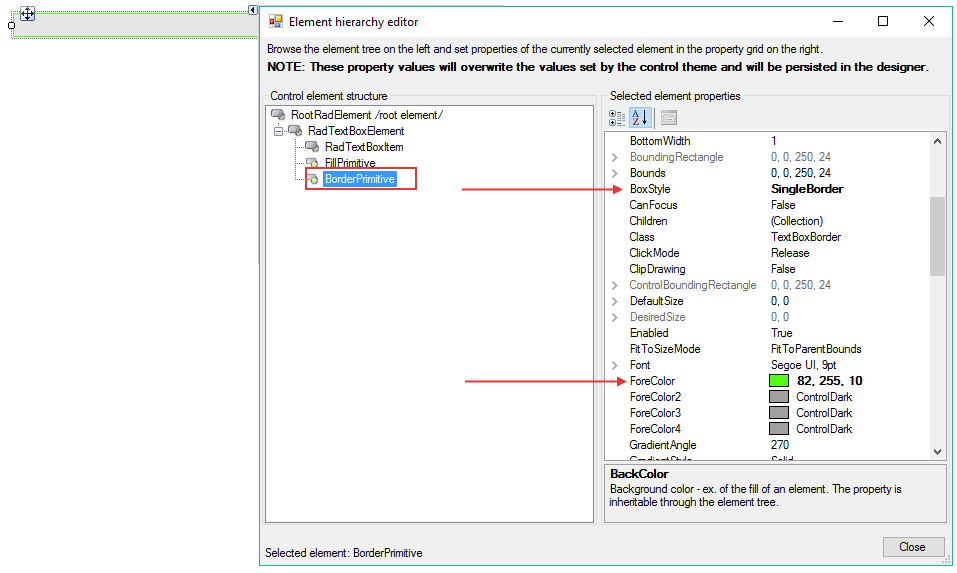 Element hierarchy editor
Browse the element tree on the left and set properties of the currently selected element in the property grid on the right.
NOTE: These property values will overwrite the values set by the control theme and will be persisted in the designer.
Control element structure
RootRadElement /root element/
RadTextBoxElement
RadTextBoxItem
FillPrimitive
BorderPrimitive
Selected element properties
BottomWidth 1
BoundingRectangle 0, 0, 250, 24
Bounds 0, 0, 250, 24
BoxStyle SingleBorder
CanFocus False
Children (Collection)
Class TextBoxBorder
ClickMode Release
ClipDrawing False
ControlBoundingRectangle 0, 0, 250, 24
DefaultSize 0, 0
DesiredSize 0, 0
Enabled True
FitToSizeMode FitToParentBounds
Font Segoe UI, 9pt
ForeColor 82, 255, 10
ForeColor2 ControlDark
ForeColor3 ControlDark
ForeColor4 ControlDark
GradientAngle 270
GradientStyle Solid
BackColor
Background color - ex. of the fill of an element. The property is
inheritable through the element tree.
Selected element: BorderPrimitive
Close